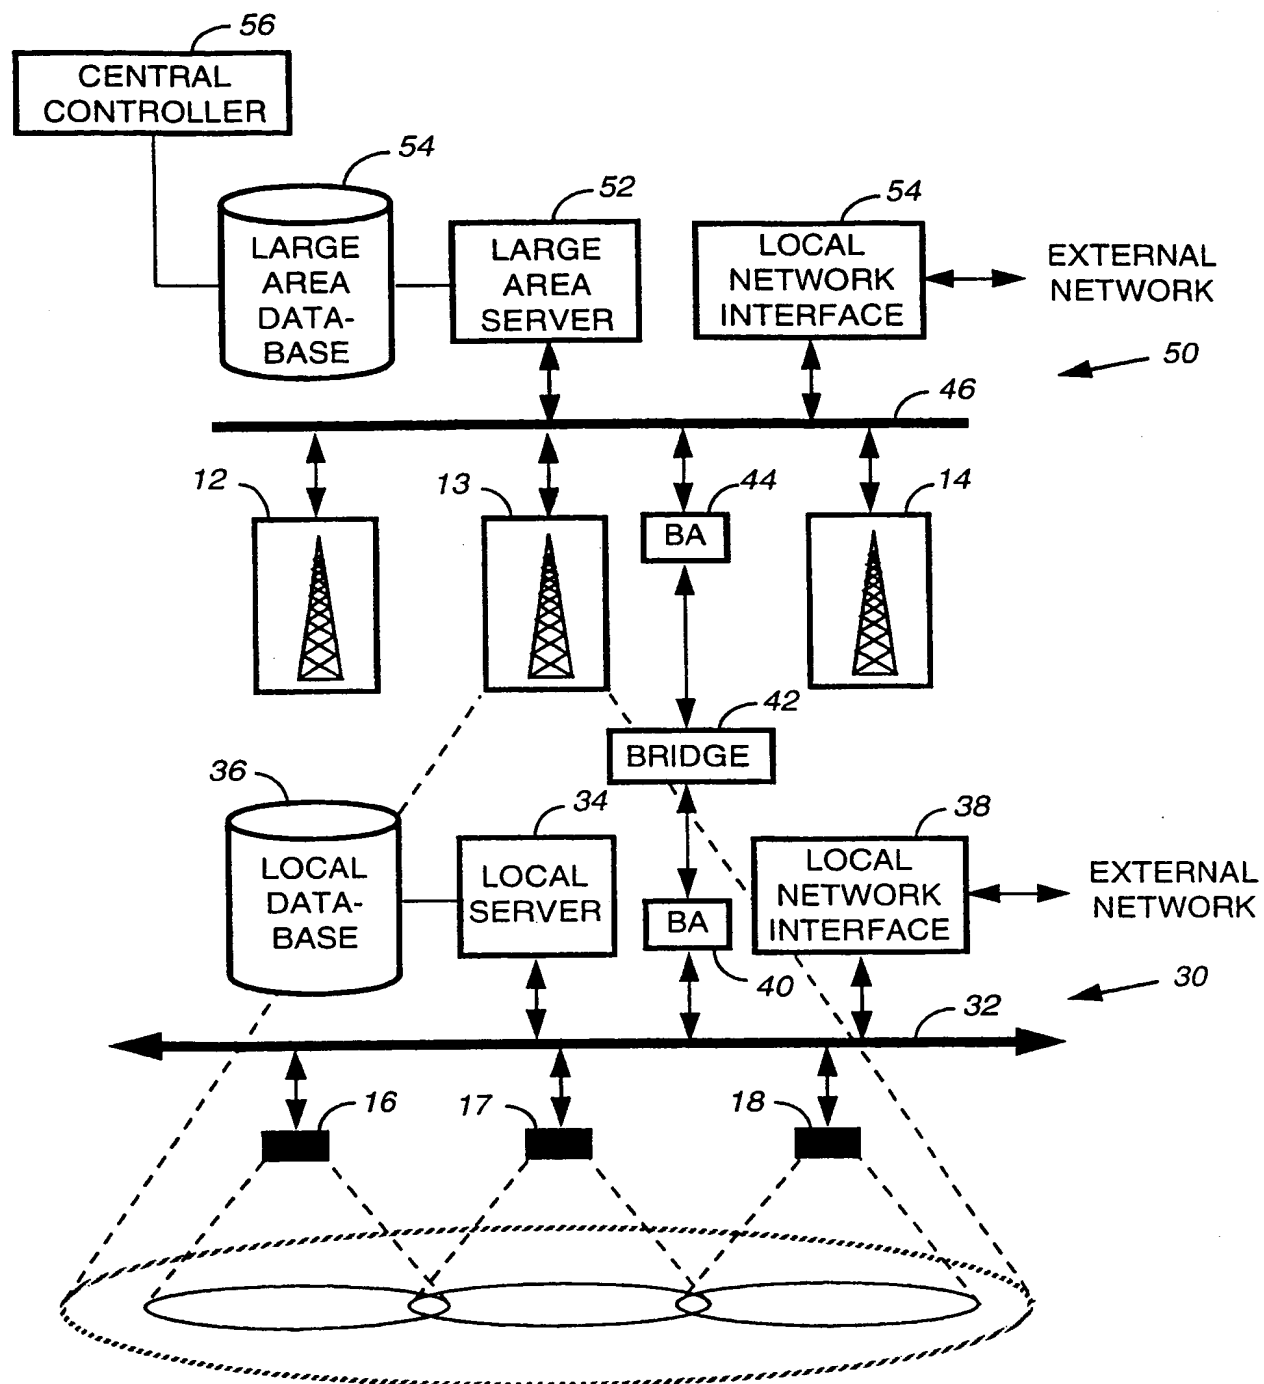 56
CENTRAL
CONTROLLER
54
LARGE
AREA
DATA-
BASE
52
LARGE
AREA
SERVER
54
LOCAL
NETWORK
INTERFACE
EXTERNAL
NETWORK
50
46
12
13
44
BA
14
42
BRIDGE
36
LOCAL
DATA-
BASE
34
LOCAL
SERVER
BA
40
38
LOCAL
NETWORK
INTERFACE
EXTERNAL
NETWORK
30
32
16
17
18